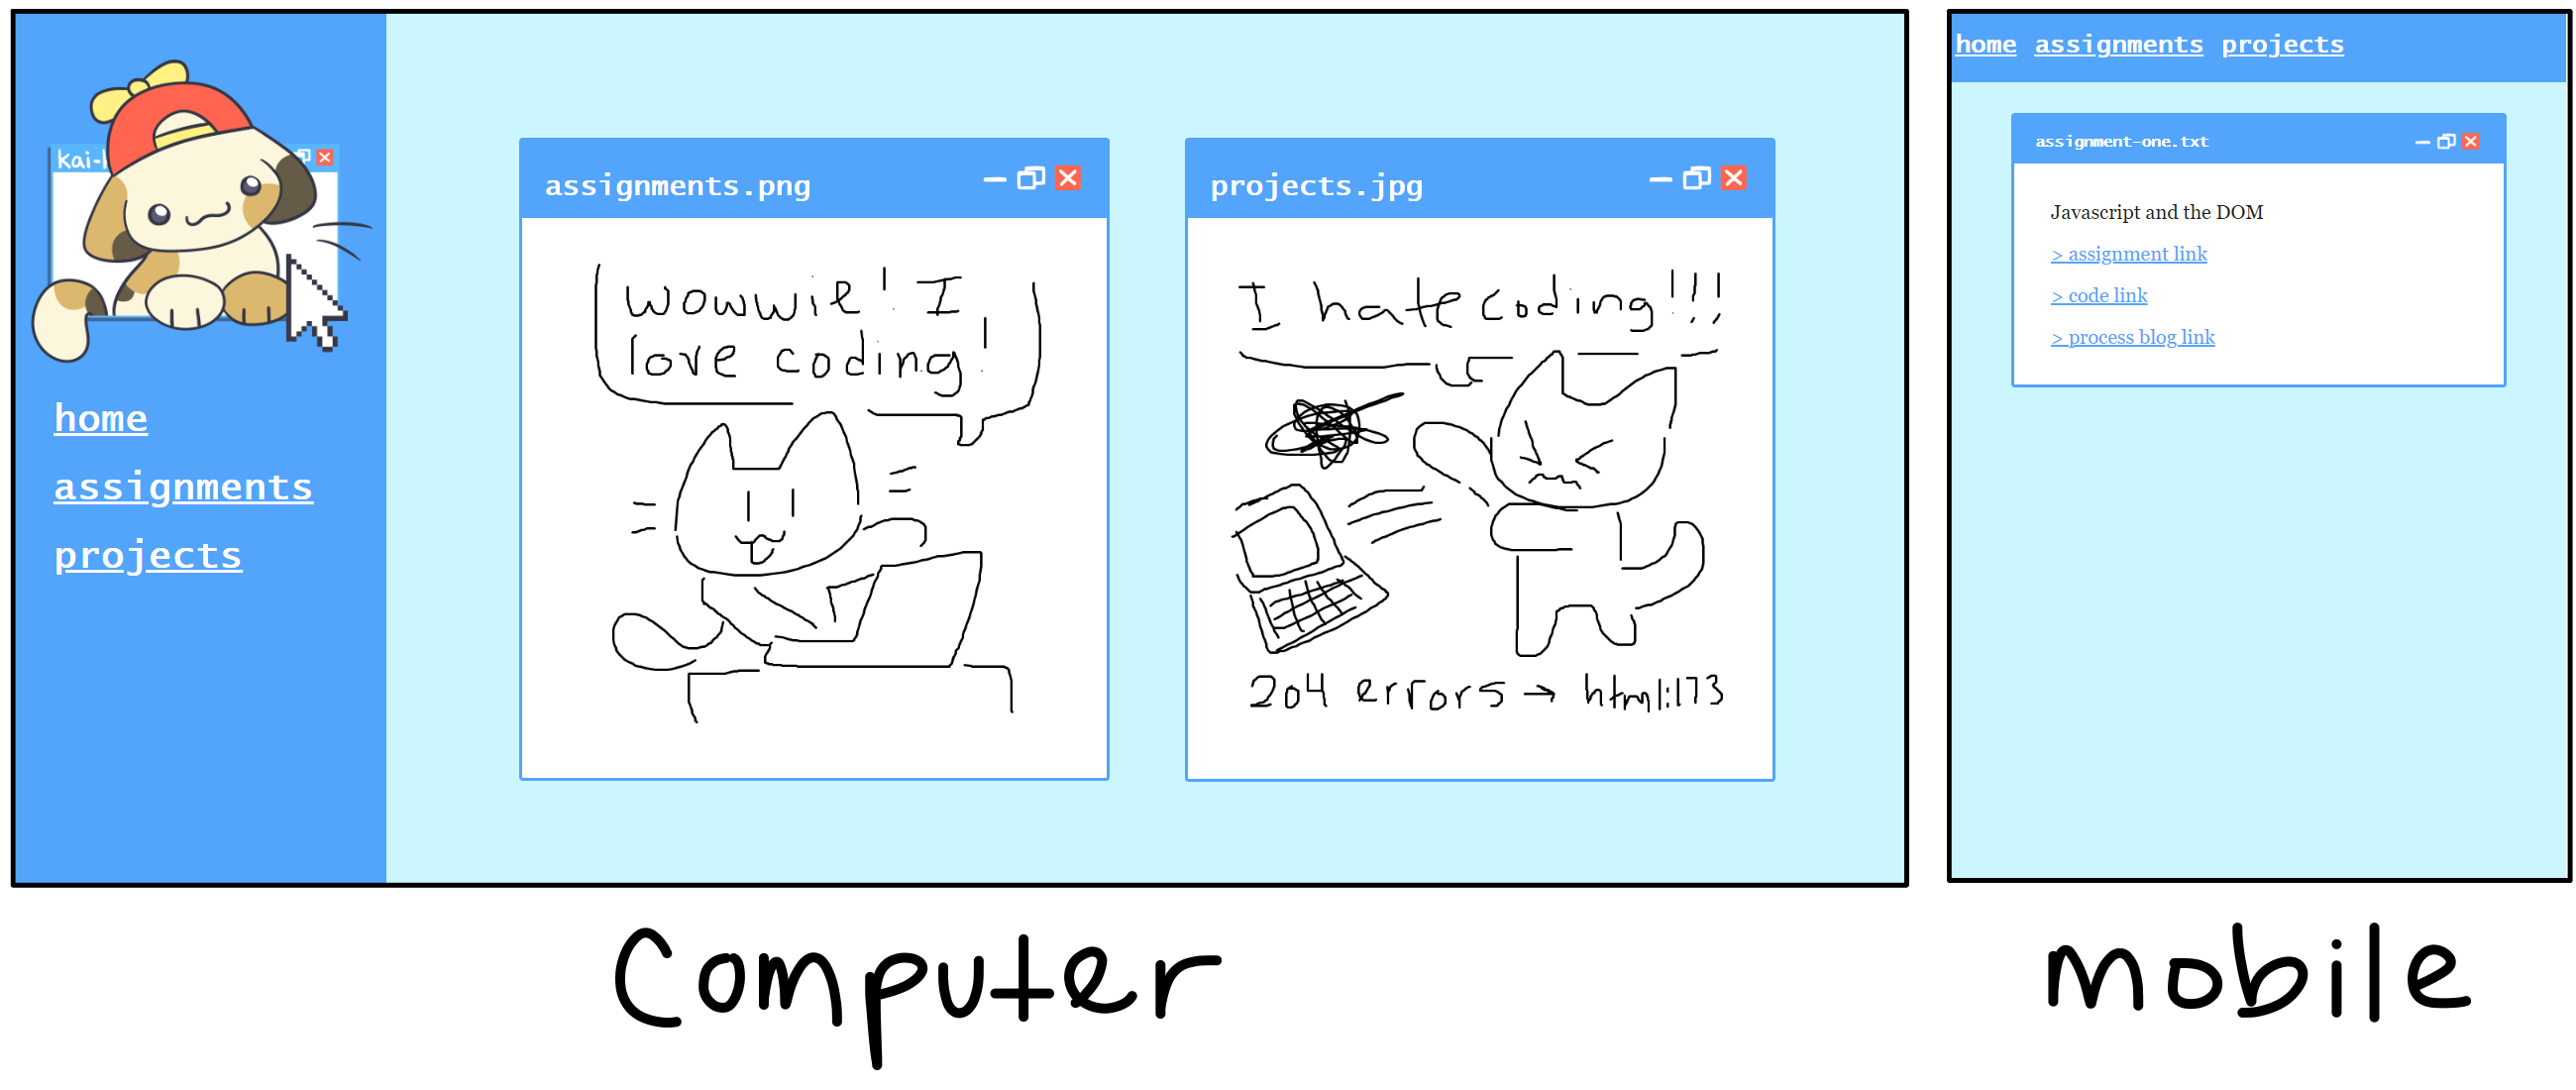 kai-
home
assignments
projects
assignments.png
wowwie! I
love coding!
projects.jpg
I hate coding!!!
204 errors → html:173
home assignments projects
assignment-one.txt
Javascript and the DOM
> assignment link
> code link
> process blog link
Computer
mobile